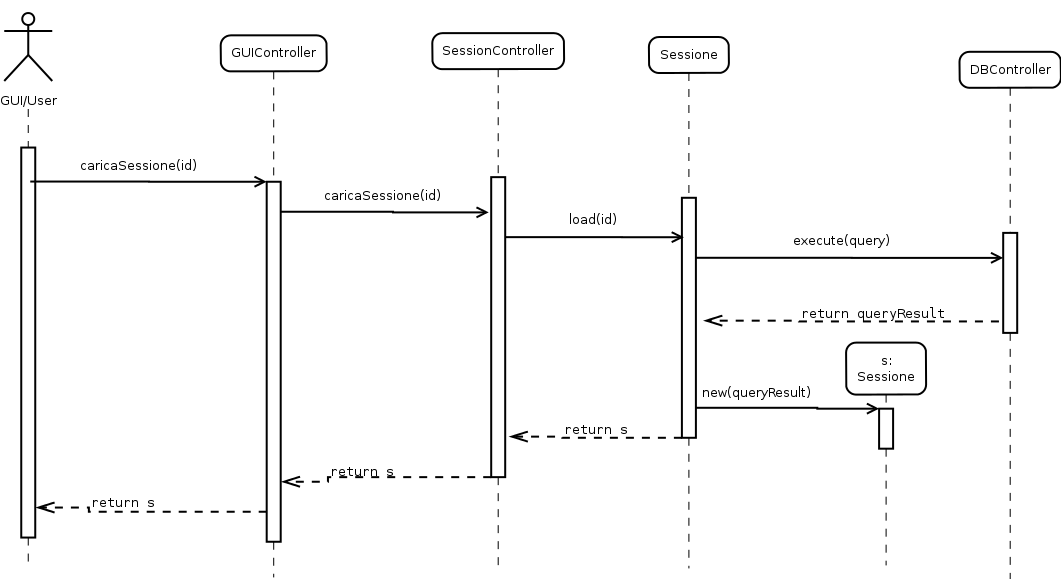 GUI/User
GUIController
SessionController
Sessione
DBController
caricaSessione(id)
caricaSessione(id)
load(id)
execute(query)
return queryResult
s:
Sessione
new(queryResult)
return s
return s
return s